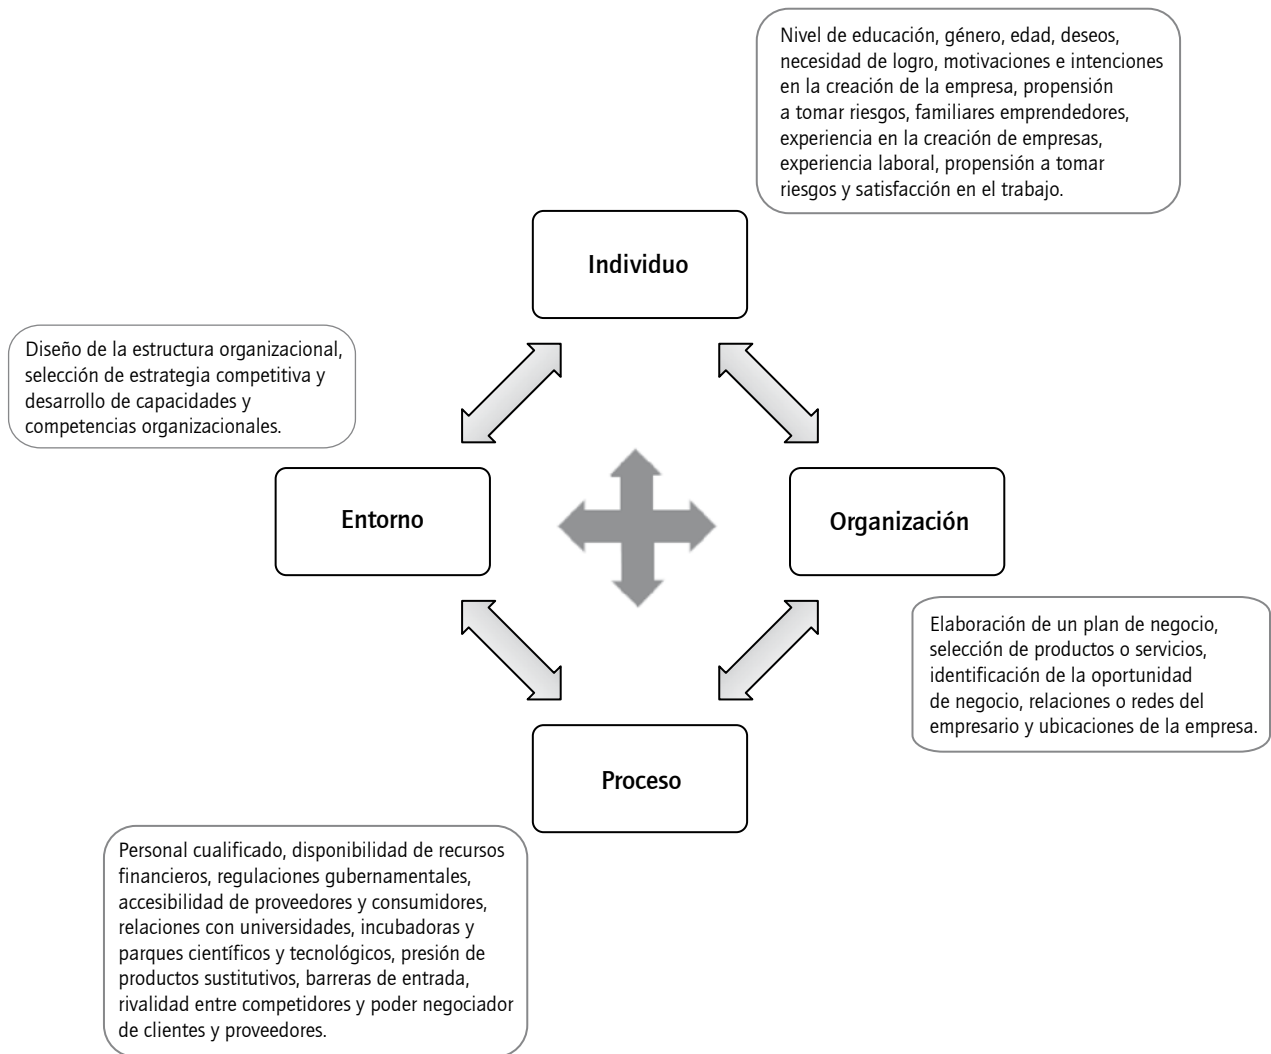 Nivel de educación, género, edad, deseos,
necesidad de logro, motivaciones e intenciones
en la creación de la empresa, propensión
a tomar riesgos, familiares emprendedores,
experiencia en la creación de empresas,
experiencia laboral, propensión a tomar
riesgos y satisfacción en el trabajo.
Individuo
Diseño de la estructura organizacional,
selección de estrategia competitiva y
desarrollo de capacidades y
competencias organizacionales.
Entorno
Organización
Elaboración de un plan de negocio,
selección de productos o servicios,
identificación de la oportunidad
de negocio, relaciones o redes del
empresario y ubicaciones de la empresa.
Proceso
Personal cualificado, disponibilidad de recursos
financieros, regulaciones gubernamentales,
accesibilidad de proveedores y consumidores,
relaciones con universidades, incubadoras y
parques científicos y tecnológicos, presión de
productos sustitutivos, barreras de entrada,
rivalidad entre competidores y poder negociador
de clientes y proveedores.